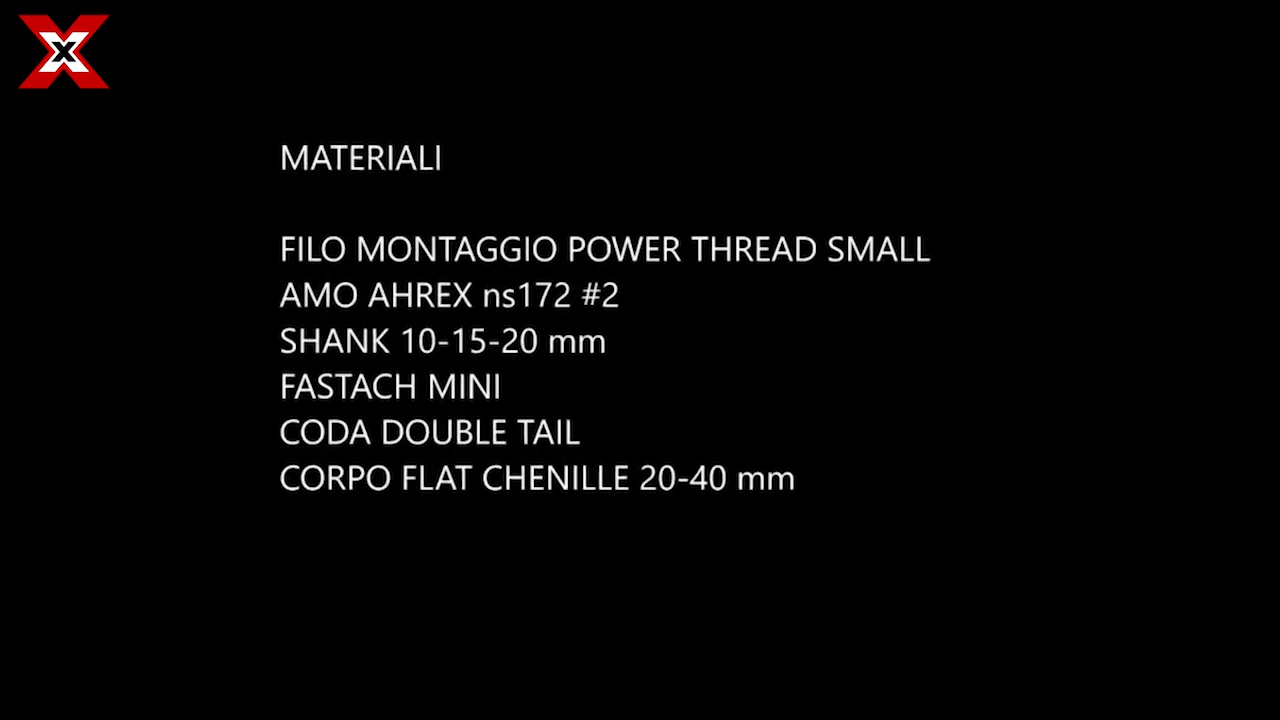 X
MATERIALI
FILO MONTAGGIO POWER THREAD SMALL
AMO AHREX ns172 #2
SHANK 10-15-20 mm
FASTACH MINI
CODA DOUBLE TAIL
CORPO FLAT CHENILLE 20-40 mm